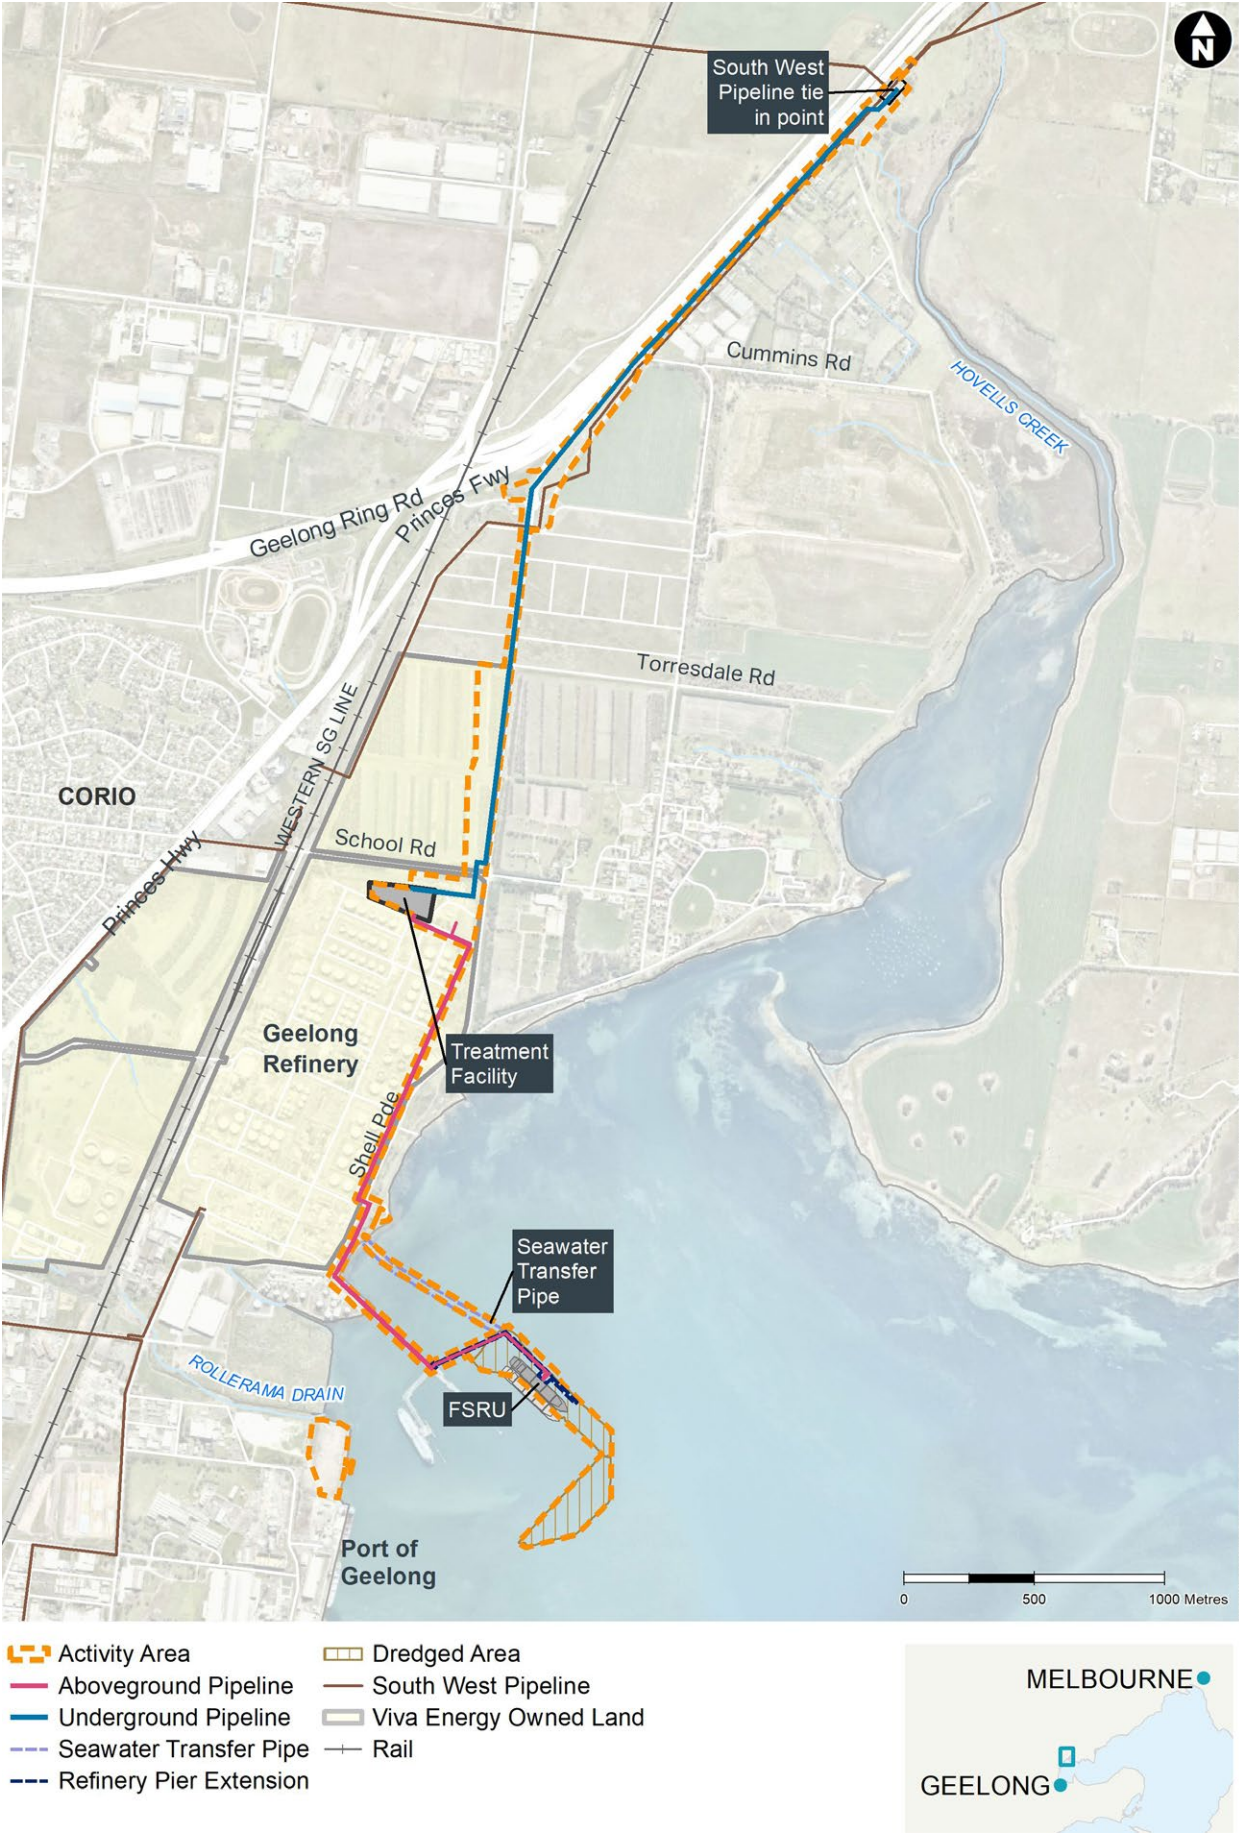 N
South West
Pipeline tie
in point
Cummins Rd
HOVELLS CREEK
Geelong Ring Rd
Princes Fwy
Torresdale Rd
WESTERN SG LINE
CORIO
School Rd
Princes Hwy
Geelong
Refinery
Treatment
Facility
Shell Pde
Seawater
Transfer
Pipe
ROLLERAMA DRAIN
FSRU
Port of
Geelong
0 500 1000 Metres
Activity Area
Aboveground Pipeline
Underground Pipeline
Seawater Transfer Pipe
Refinery Pier Extension
Dredged Area
South West Pipeline
Viva Energy Owned Land
Rail
MELBOURNE
GEELONG